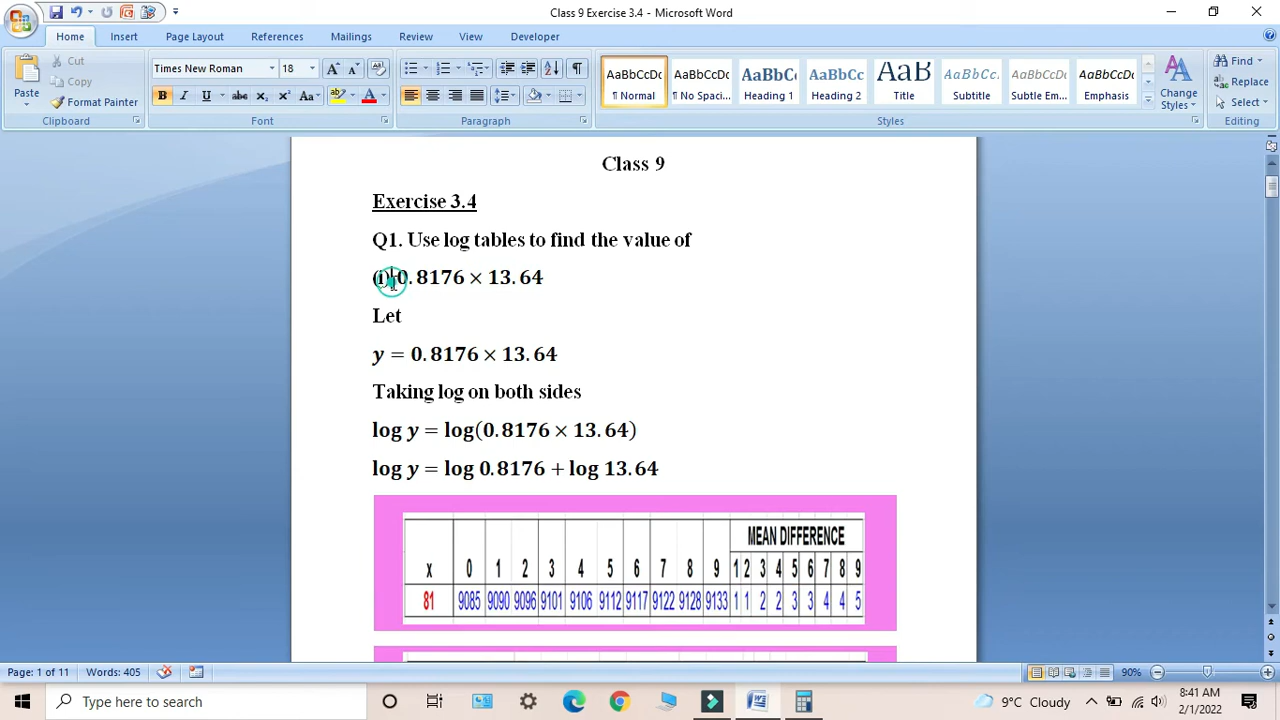 Class 9 Exercise 3.4 - Microsoft Word
Home Insert Page Layout References Mailings Review View Developer
Paste
Cut
Copy
Format Painter
Clipboard
Times New Roman 18
Font
Paragraph
AaBbCcDc AaBbCcDc AaBbCc AaBbCc AaB AaBbCc. AaBbCcDc AaBbCcDc
¶ Normal ¶ No Spaci... Heading 1 Heading 2 Title Subtitle Subtle Em... Emphasis
Change Styles
Styles
Find
Replace
Select
Editing
Class 9
Exercise 3.4
Q1. Use log tables to find the value of
(i) 0.8176 × 13.64
Let
y = 0.8176 × 13.64
Taking log on both sides
log y = log(0.8176 × 13.64)
log y = log 0.8176 + log 13.64
MEAN DIFFERENCE
x 0 1 2 3 4 5 6 7 8 9 1 2 3 4 5 6 7 8 9
81 9085 9090 9096 9101 9106 9112 9117 9122 9128 9133 1 1 2 2 3 3 4 4 5
Page: 1 of 11 Words: 405 90%
Type here to search
9°C Cloudy
8:41 AM
2/1/2022